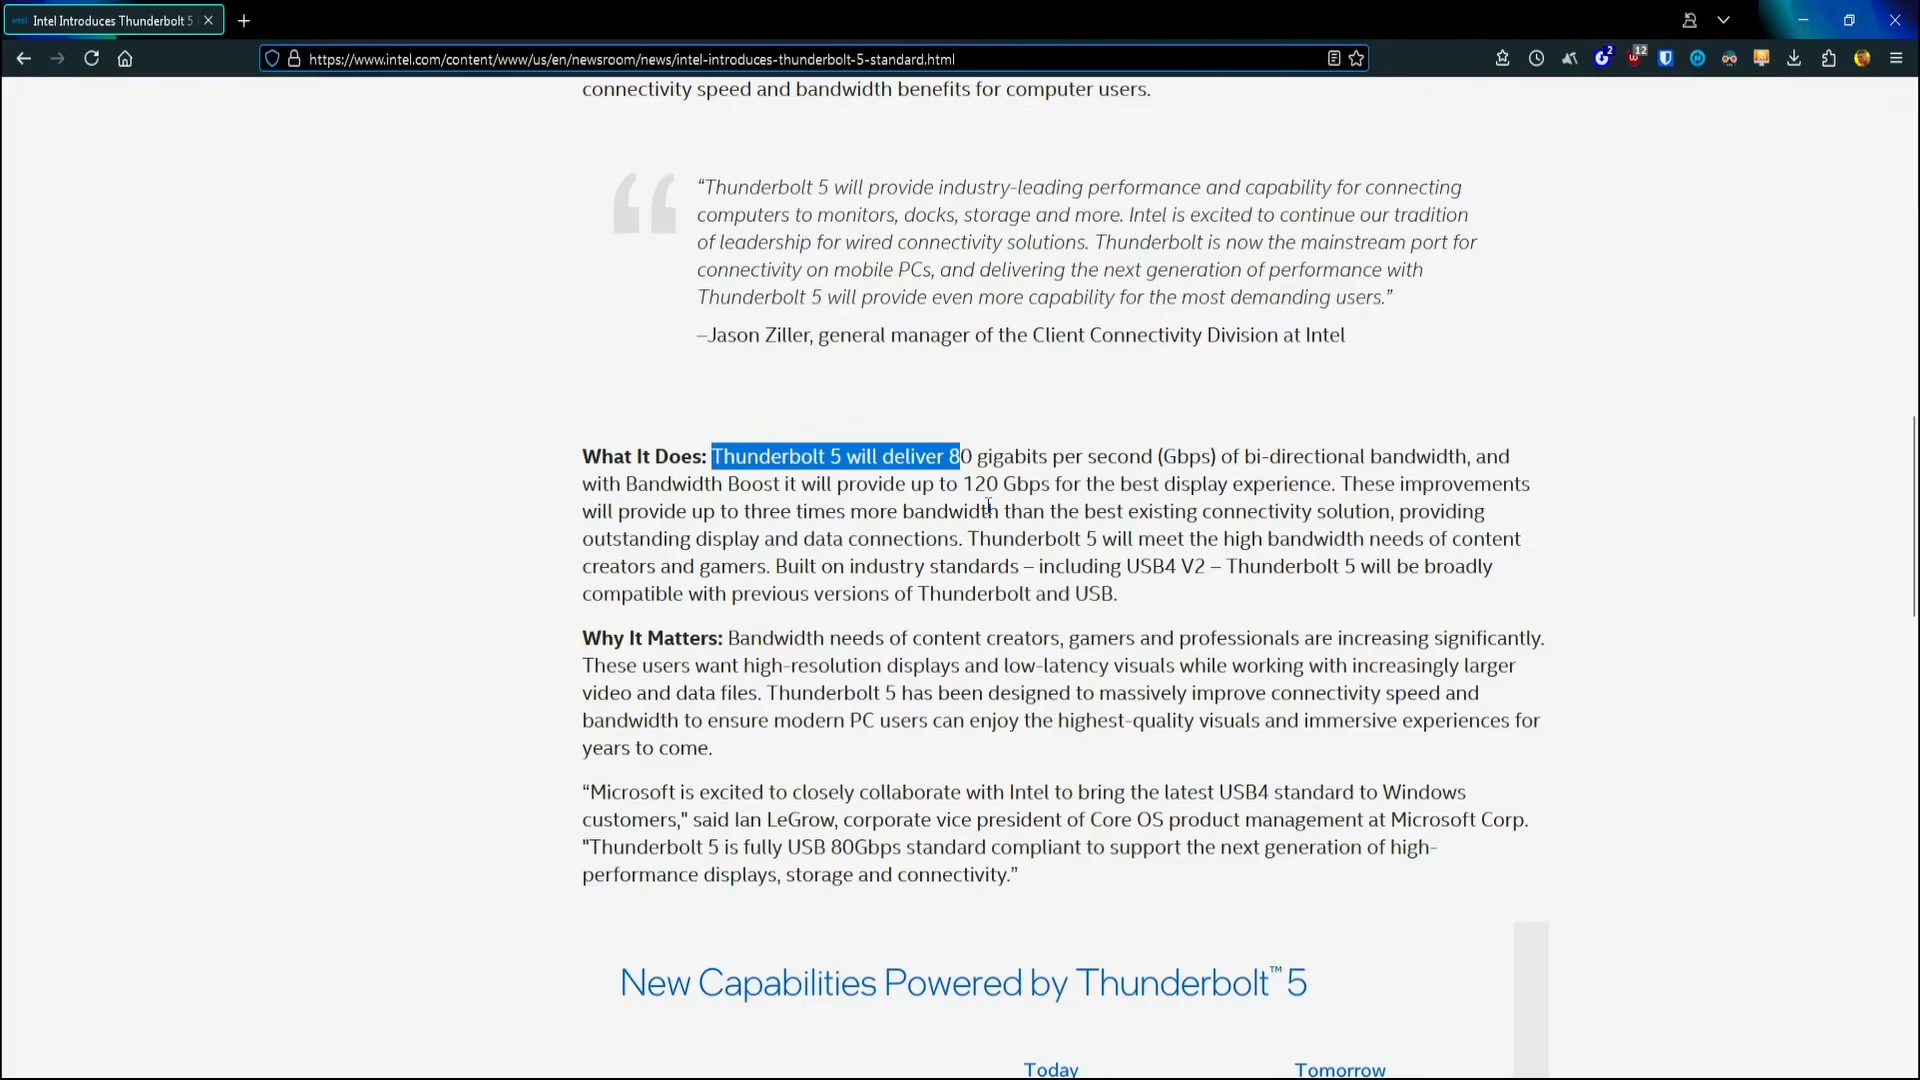 intel Intel Introduces Thunderbolt 5
https://www.intel.com/content/www/us/en/newsroom/news/intel-introduces-thunderbolt-5-standard.html
2
12
connectivity speed and bandwidth benefits for computer users.
“Thunderbolt 5 will provide industry-leading performance and capability for connecting
computers to monitors, docks, storage and more. Intel is excited to continue our tradition
of leadership for wired connectivity solutions. Thunderbolt is now the mainstream port for
connectivity on mobile PCs, and delivering the next generation of performance with
Thunderbolt 5 will provide even more capability for the most demanding users.”
–Jason Ziller, general manager of the Client Connectivity Division at Intel
What It Does: Thunderbolt 5 will deliver 80 gigabits per second (Gbps) of bi-directional bandwidth, and
with Bandwidth Boost it will provide up to 120 Gbps for the best display experience. These improvements
will provide up to three times more bandwidth than the best existing connectivity solution, providing
outstanding display and data connections. Thunderbolt 5 will meet the high bandwidth needs of content
creators and gamers. Built on industry standards – including USB4 V2 – Thunderbolt 5 will be broadly
compatible with previous versions of Thunderbolt and USB.
Why It Matters: Bandwidth needs of content creators, gamers and professionals are increasing significantly.
These users want high-resolution displays and low-latency visuals while working with increasingly larger
video and data files. Thunderbolt 5 has been designed to massively improve connectivity speed and
bandwidth to ensure modern PC users can enjoy the highest-quality visuals and immersive experiences for
years to come.
“Microsoft is excited to closely collaborate with Intel to bring the latest USB4 standard to Windows
customers," said Ian LeGrow, corporate vice president of Core OS product management at Microsoft Corp.
"Thunderbolt 5 is fully USB 80Gbps standard compliant to support the next generation of high-
performance displays, storage and connectivity.”
New Capabilities Powered by Thunderbolt™ 5
Today Tomorrow